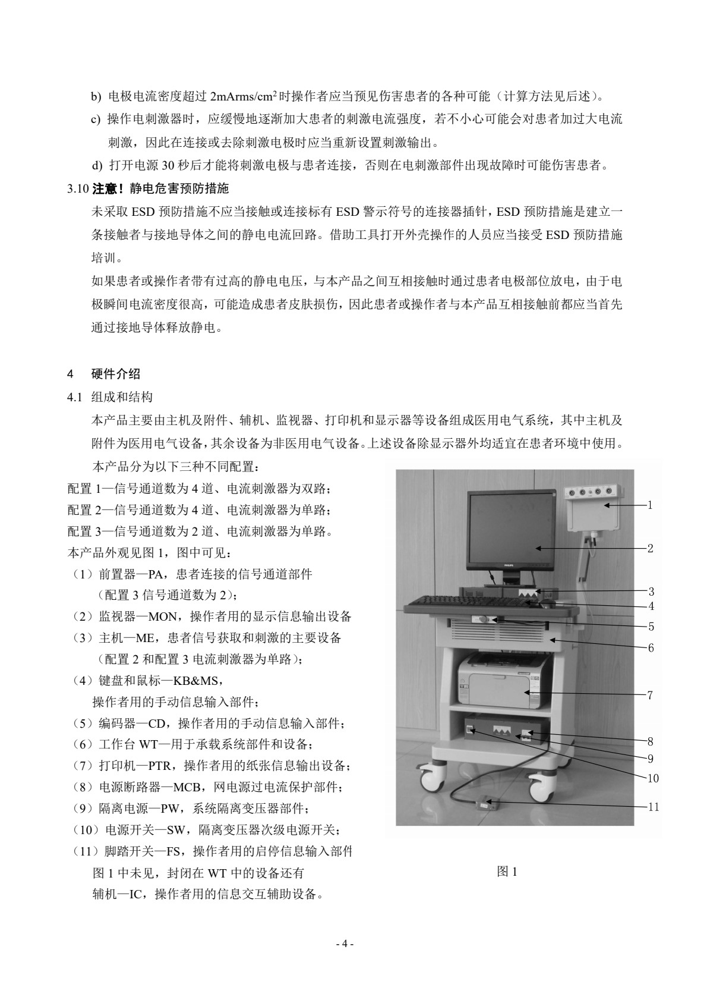 b) 电极电流密度超过 2mArms/cm²时操作者应当预见伤害患者的各种可能（计算方法见后述）。
c) 操作电刺激器时，应缓慢地逐渐加大患者的刺激电流强度，若不小心可能会对患者加过大电流
刺激，因此在连接或去除刺激电极时应当重新设置刺激输出。
d) 打开电源 30 秒后才能将刺激电极与患者连接，否则在电刺激部件出现故障时可能伤害患者。
3.10 注意！静电危害预防措施
未采取 ESD 预防措施不应当接触或连接标有 ESD 警示符号的连接器插针，ESD 预防措施是建立一
条接触者与接地导体之间的静电电流回路。借助工具打开外壳操作的人员应当接受 ESD 预防措施
培训。
如果患者或操作者带有过高的静电电压，与本产品之间互相接触时通过患者电极部位放电，由于电
极瞬间电流密度很高，可能造成患者皮肤损伤，因此患者或操作者与本产品互相接触前都应当首先
通过接地导体释放静电。
4 硬件介绍
4.1 组成和结构
本产品主要由主机及附件、辅机、监视器、打印机和显示器等设备组成医用电气系统，其中主机及
附件为医用电气设备，其余设备为非医用电气设备。上述设备除显示器外均适宜在患者环境中使用。
本产品分为以下三种不同配置：
配置 1—信号通道数为 4 道、电流刺激器为双路；
配置 2—信号通道数为 4 道、电流刺激器为单路；
配置 3—信号通道数为 2 道、电流刺激器为单路。
本产品外观见图 1，图中可见：
（1）前置器—PA，患者连接的信号通道部件
（配置 3 信号通道数为 2）；
（2）监视器—MON，操作者用的显示信息输出设备
（3）主机—ME，患者信号获取和刺激的主要设备
（配置 2 和配置 3 电流刺激器为单路）；
（4）键盘和鼠标—KB&MS，
操作者用的手动信息输入部件；
（5）编码器—CD，操作者用的手动信息输入部件；
（6）工作台 WT—用于承载系统部件和设备；
（7）打印机—PTR，操作者用的纸张信息输出设备；
（8）电源断路器—MCB，网电源过电流保护部件；
（9）隔离电源—PW，系统隔离变压器部件；
（10）电源开关—SW，隔离变压器次级电源开关；
（11）脚踏开关—FS，操作者用的启停信息输入部件
图 1 中未见，封闭在 WT 中的设备还有
辅机—IC，操作者用的信息交互辅助设备。
PHILIPS
1
2
3
4
5
6
7
8
9
10
11
图 1
- 4 -